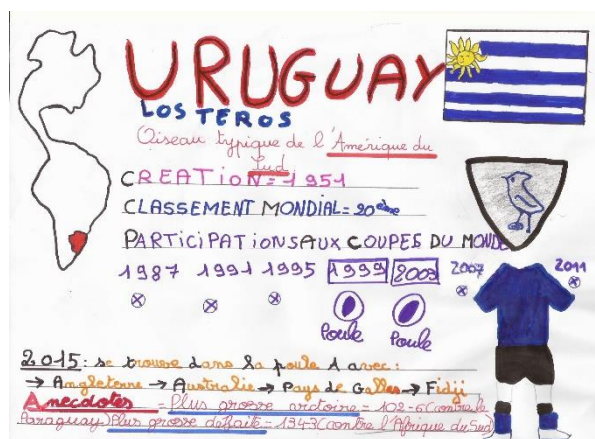 URUGUAY
LOS TEROS
Oiseau typique de l'Amérique du
Sud
CREATION = 1951
CLASSEMENT MONDIAL = 20ème
PARTICIPATIONS AUX COUPES DU MONDE
1987 1991 1995 1999 2003 2007 2011
Poule Poule
2015: se trouve dans la poule A avec:
→ Angleterre → Australie → Pays de Galles → Fidji
Anecdotes = Plus grosse victoire = 102-6 (contre le
Paraguay) Plus grosse défaite = 134-3 (contre l'Afrique du Sud)